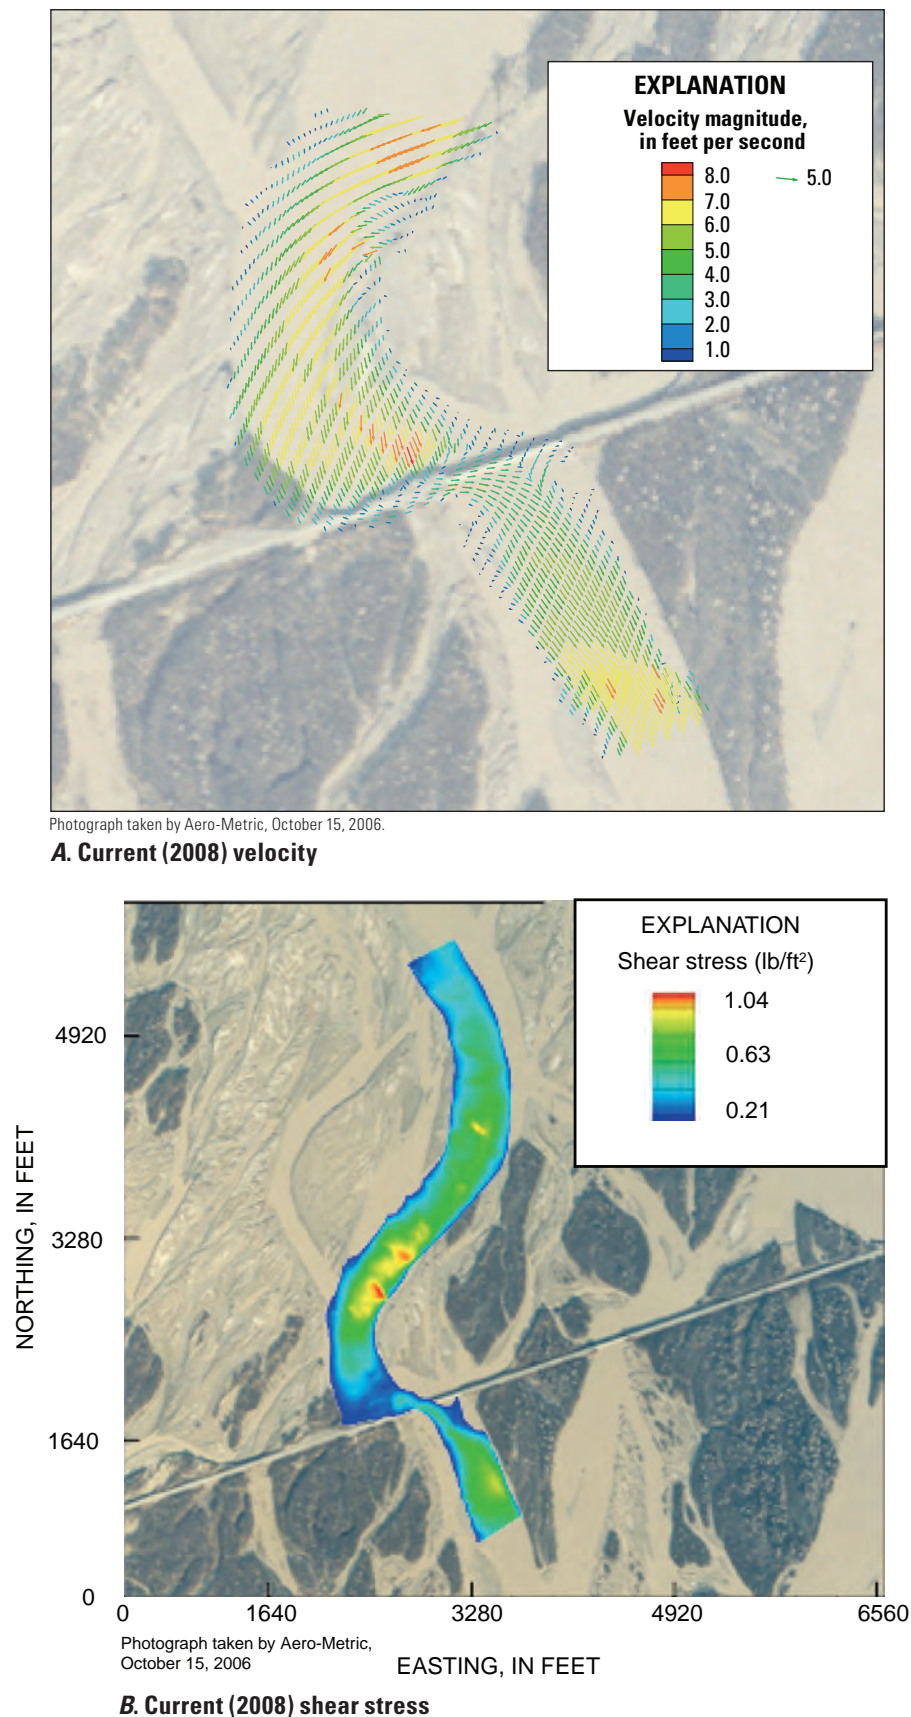 EXPLANATION
Velocity magnitude,
in feet per second
8.0
7.0
6.0
5.0
4.0
3.0
2.0
1.0
5.0
Photograph taken by Aero-Metric, October 15, 2006.
A. Current (2008) velocity
EXPLANATION
Shear stress (lb/ft²)
1.04
0.63
0.21
NORTHING, IN FEET
4920
3280
1640
0
0 1640 3280 4920 6560
Photograph taken by Aero-Metric,
October 15, 2006
EASTING, IN FEET
B. Current (2008) shear stress